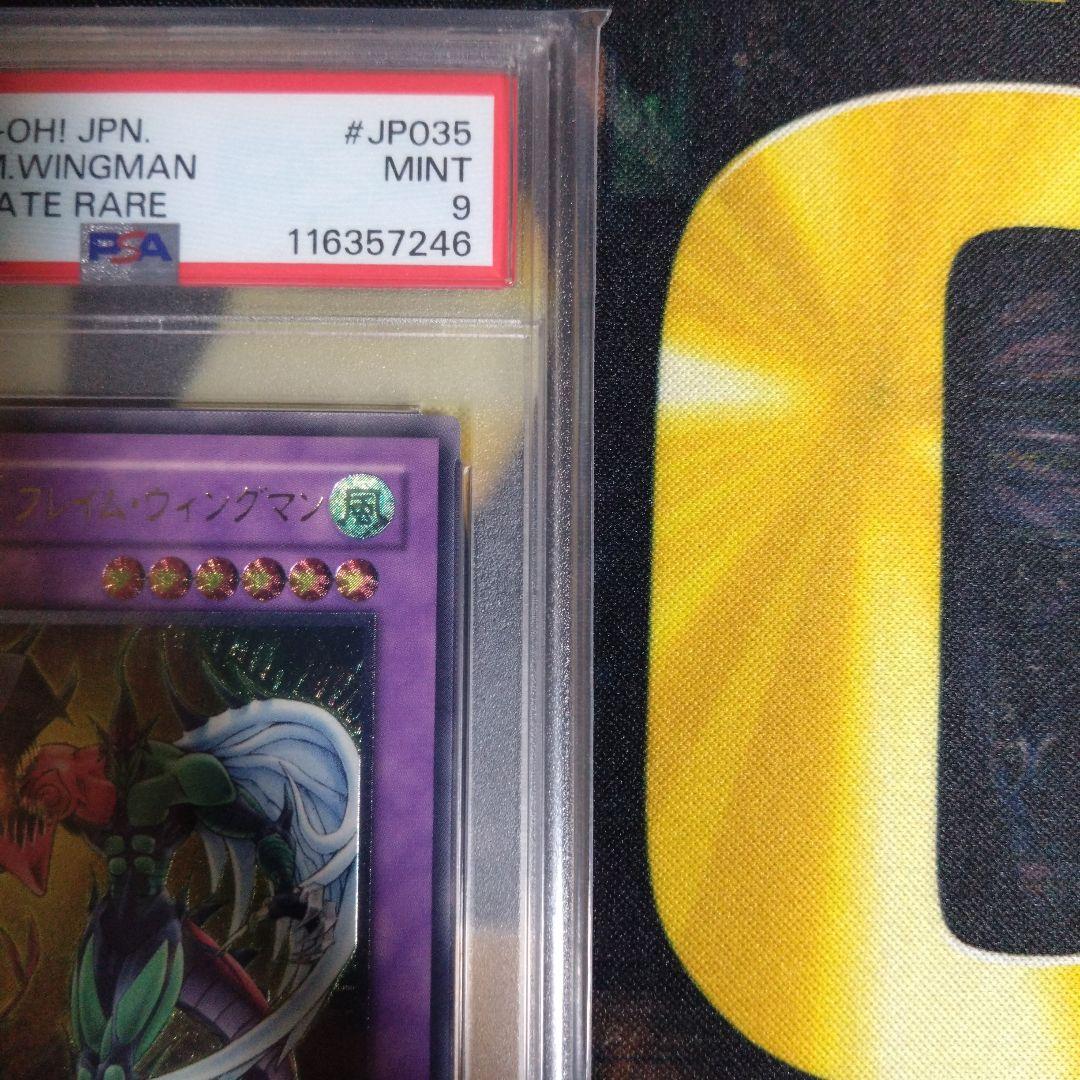 -OH! JPN. #JP035
M.WINGMAN MINT
ATE RARE 9
PSA 116357246
フレイム・ウィングマン 風